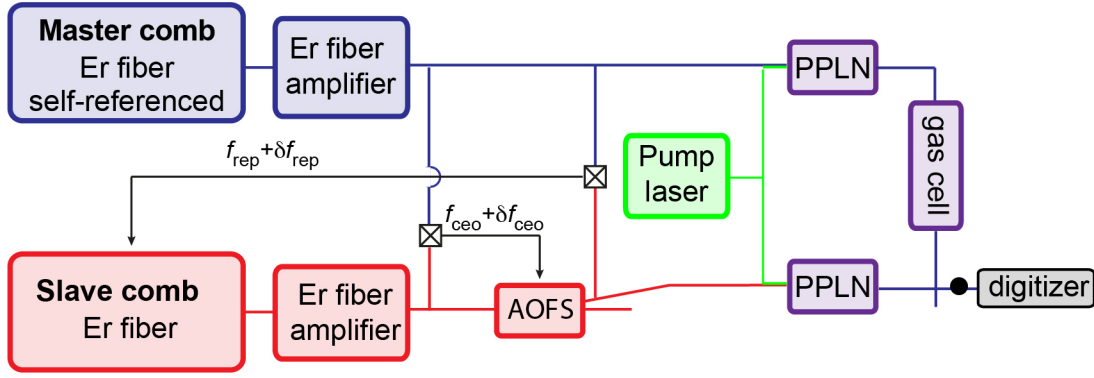 Master comb
Er fiber
self-referenced
Er fiber
amplifier
PPLN
gas cell
Pump
laser
f_rep+δf_rep
f_ceo+δf_ceo
Slave comb
Er fiber
Er fiber
amplifier
AOFS
PPLN
digitizer